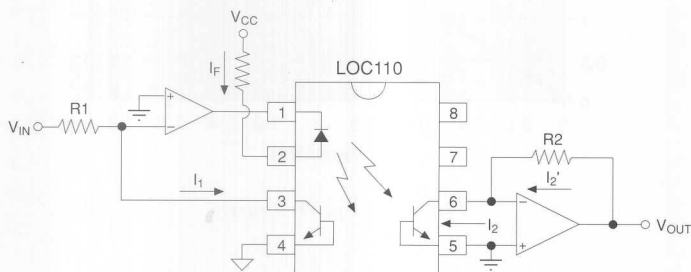 VCC
IF
LOC110
R1
VIN
+
−
1
2
3
4
8
7
6
5
I1
R2
I2'
I2
−
+
VOUT